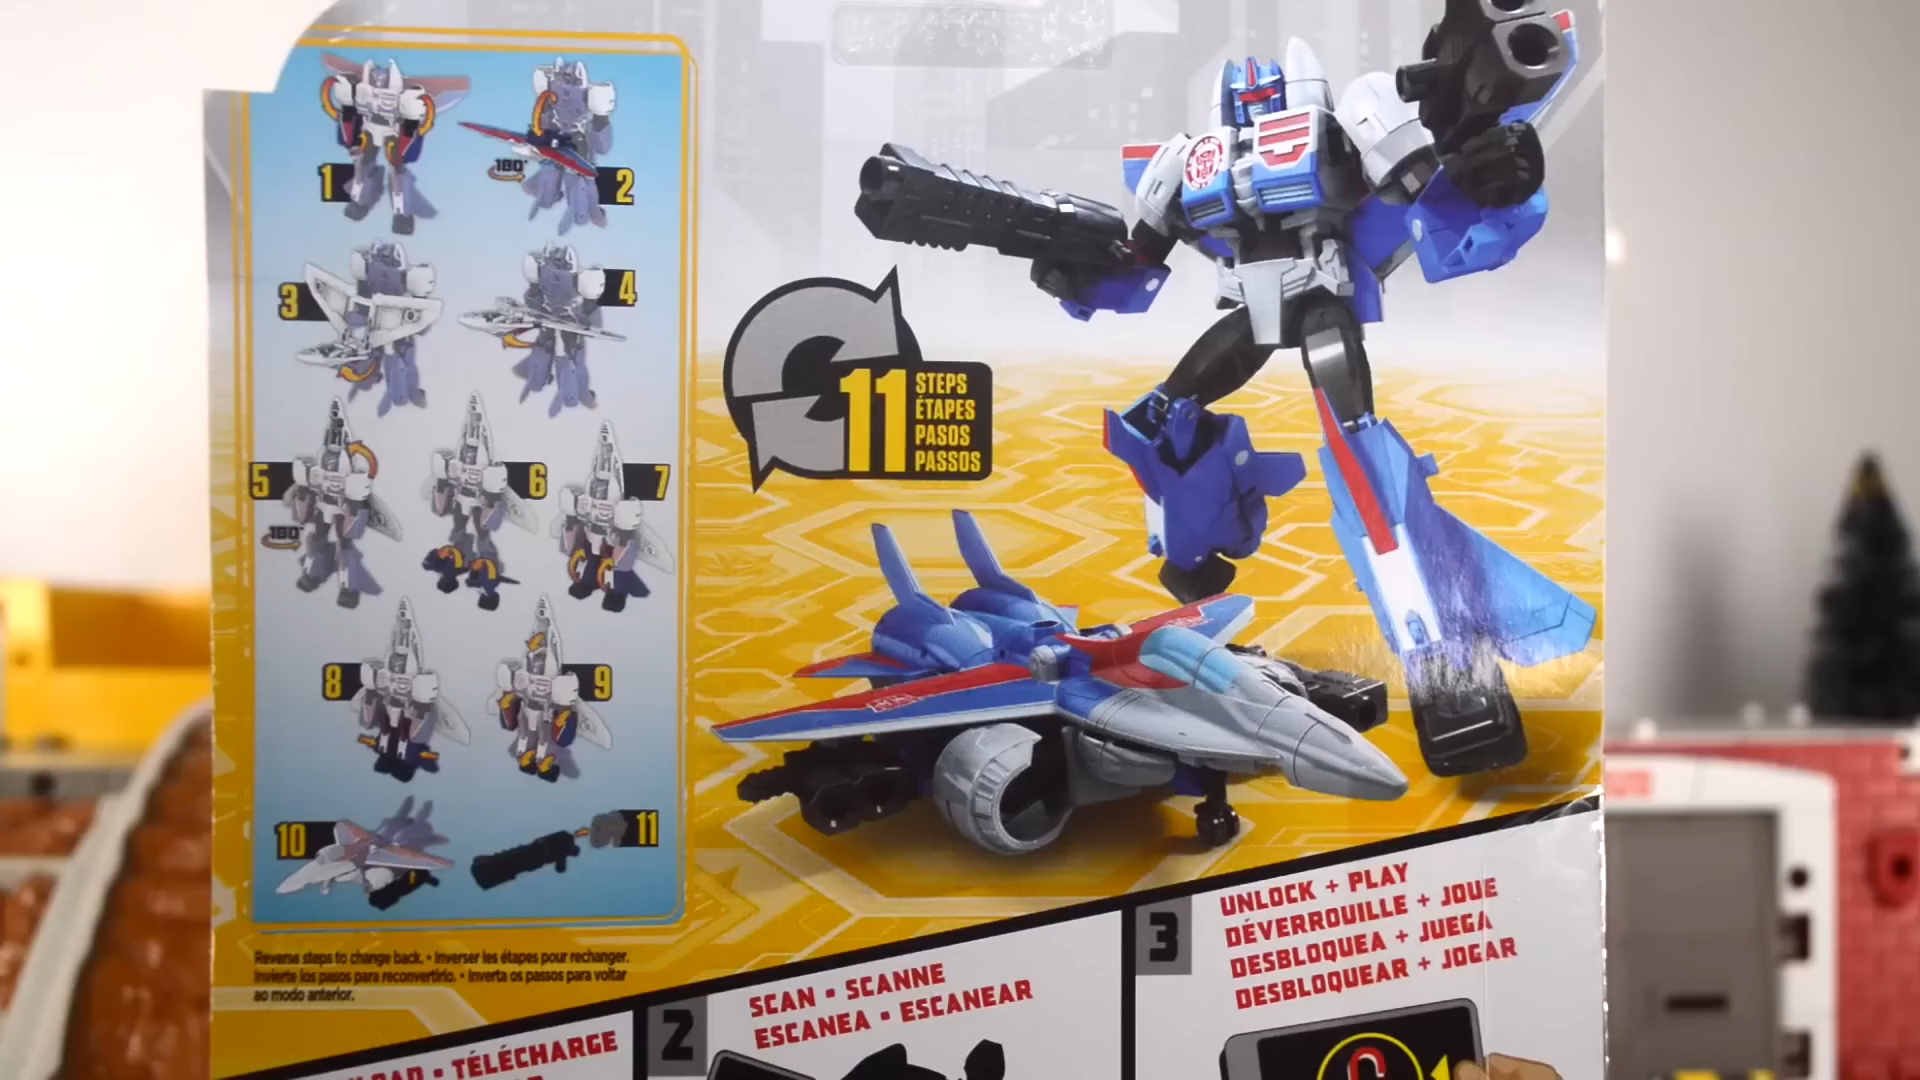 1
180°
2
3
4
5
180°
6
7
8
9
10
11
11
STEPS
ÉTAPES
PASOS
PASSOS
Reverse steps to change back. • Inverser les étapes pour rechanger.
Invierte los pasos para reconvertirlo. • Inverta os passos para voltar
ao modo anterior.
• TÉLÉCHARGE
2
SCAN • SCANNE
ESCANEA • ESCANEAR
3
UNLOCK + PLAY
DÉVERROUILLE + JOUE
DESBLOQUEA + JUEGA
DESBLOQUEAR + JOGAR